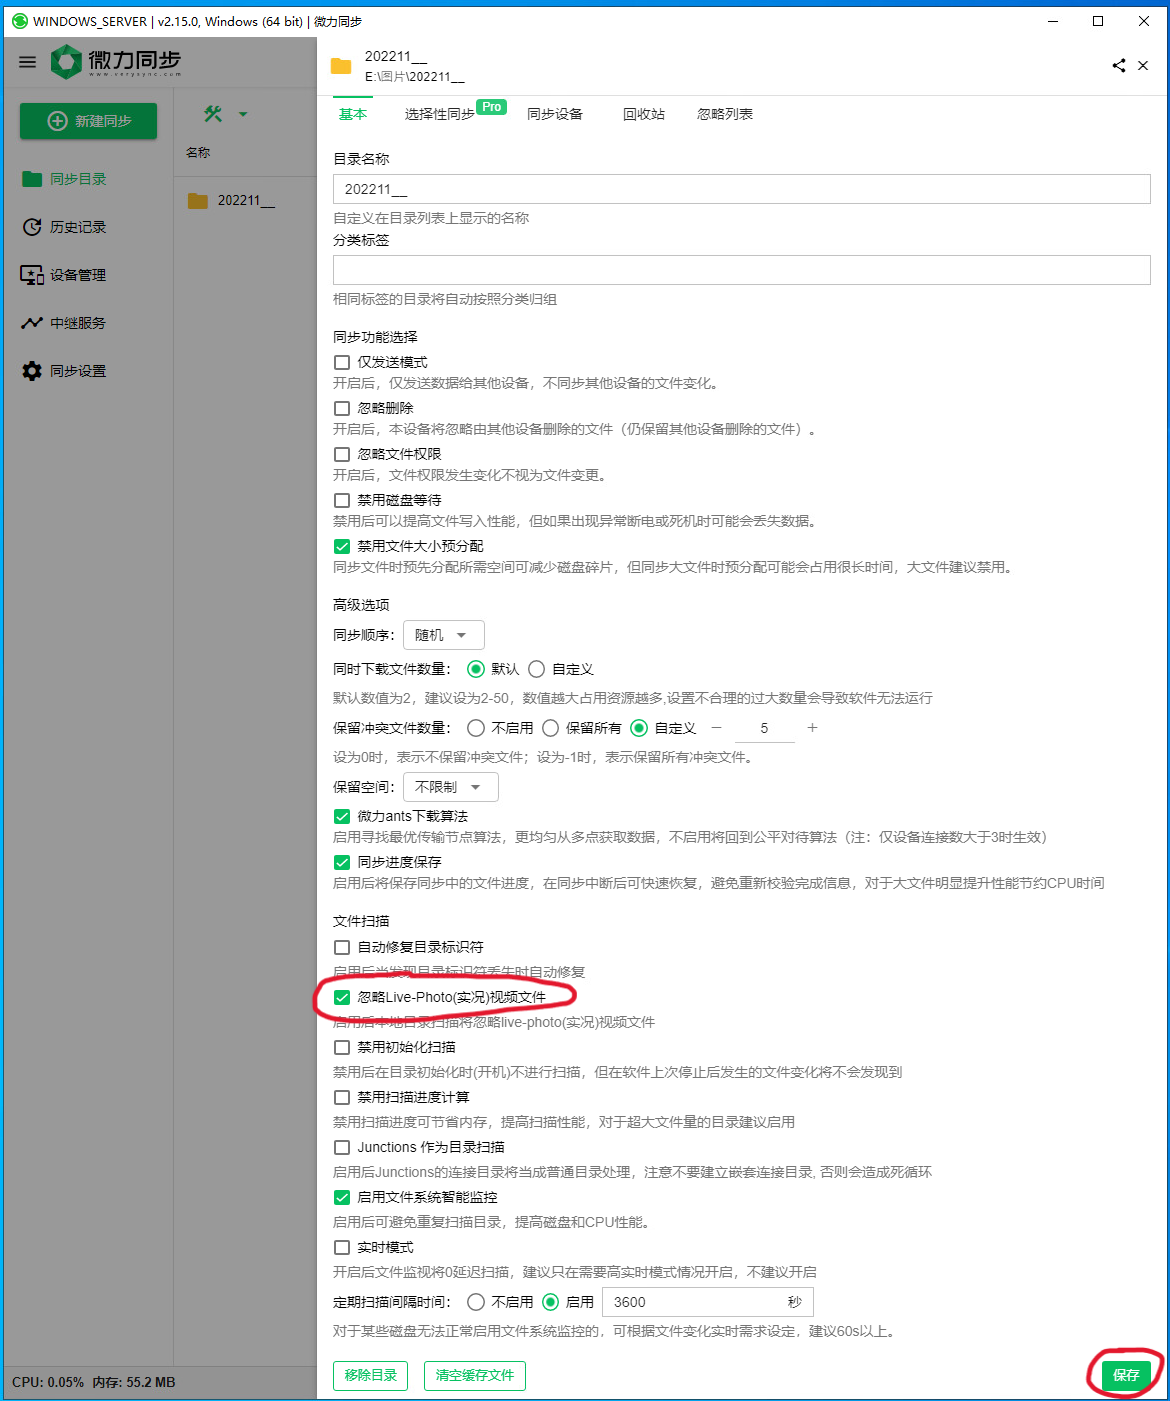 WINDOWS_SERVER | v2.15.0, Windows (64 bit) | 微力同步
微力同步
www.verysync.com
新建同步
同步目录
历史记录
设备管理
中继服务
同步设置
名称
202211__
CPU: 0.05% 内存: 55.2 MB
202211__
E:\图片\202211__
基本 选择性同步 Pro 同步设备 回收站 忽略列表
目录名称
202211__
自定义在目录列表上显示的名称
分类标签
相同标签的目录将自动按照分类归组
同步功能选择
仅发送模式
开启后，仅发送数据给其他设备，不同步其他设备的文件变化。
忽略删除
开启后，本设备将忽略由其他设备删除的文件（仍保留其他设备删除的文件）。
忽略文件权限
开启后，文件权限发生变化不视为文件变更。
禁用磁盘等待
禁用后可以提高文件写入性能，但如果出现异常断电或死机时可能会丢失数据。
禁用文件大小预分配
同步文件时预先分配所需空间可减少磁盘碎片，但同步大文件时预分配可能会占用很长时间，大文件建议禁用。
高级选项
同步顺序： 随机
同时下载文件数量： 默认 自定义
默认数值为2，建议设为2-50，数值越大占用资源越多,设置不合理的过大数量会导致软件无法运行
保留冲突文件数量： 不启用 保留所有 自定义 − 5 +
设为0时，表示不保留冲突文件；设为-1时，表示保留所有冲突文件。
保留空间： 不限制
微力ants下载算法
启用寻找最优传输节点算法，更均匀从多点获取数据，不启用将回到公平对待算法（注：仅设备连接数大于3时生效）
同步进度保存
启用后将保存同步中的文件进度，在同步中断后可快速恢复，避免重新校验完成信息，对于大文件明显提升性能节约CPU时间
文件扫描
自动修复目录标识符
启用后当发现目录标识符丢失时自动修复
忽略Live-Photo(实况)视频文件
启用后本地目录扫描将忽略live-photo(实况)视频文件
禁用初始化扫描
禁用后在目录初始化时(开机)不进行扫描，但在软件上次停止后发生的文件变化将不会发现到
禁用扫描进度计算
禁用扫描进度可节省内存，提高扫描性能，对于超大文件量的目录建议启用
Junctions 作为目录扫描
启用后Junctions的连接目录将当成普通目录处理，注意不要建立嵌套连接目录, 否则会造成死循环
启用文件系统智能监控
启用后可避免重复扫描目录，提高磁盘和CPU性能。
实时模式
开启后文件监视将0延迟扫描，建议只在需要高实时模式情况开启，不建议开启
定期扫描间隔时间： 不启用 启用 3600 秒
对于某些磁盘无法正常启用文件系统监控的，可根据文件变化实时需求设定，建议60s以上。
移除目录 清空缓存文件 保存